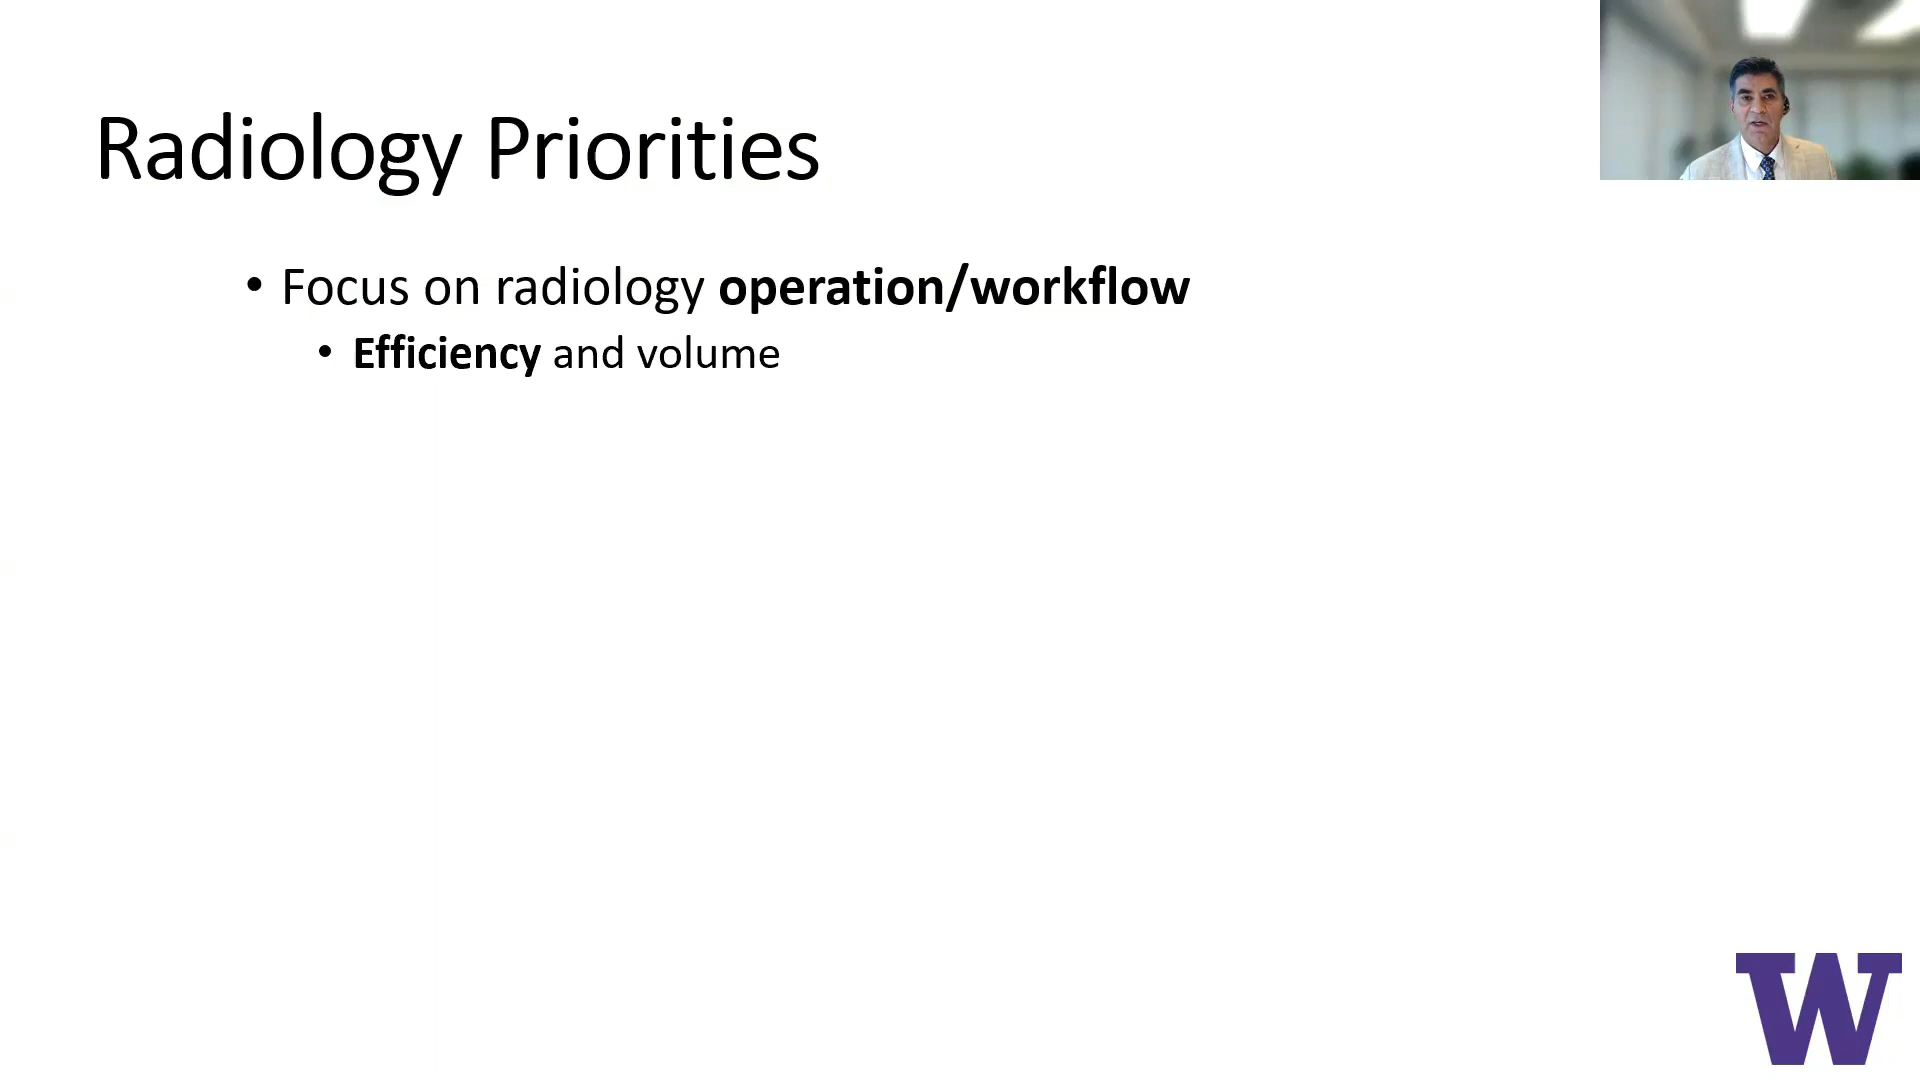 Radiology Priorities
• Focus on radiology operation/workflow
• Efficiency and volume
W